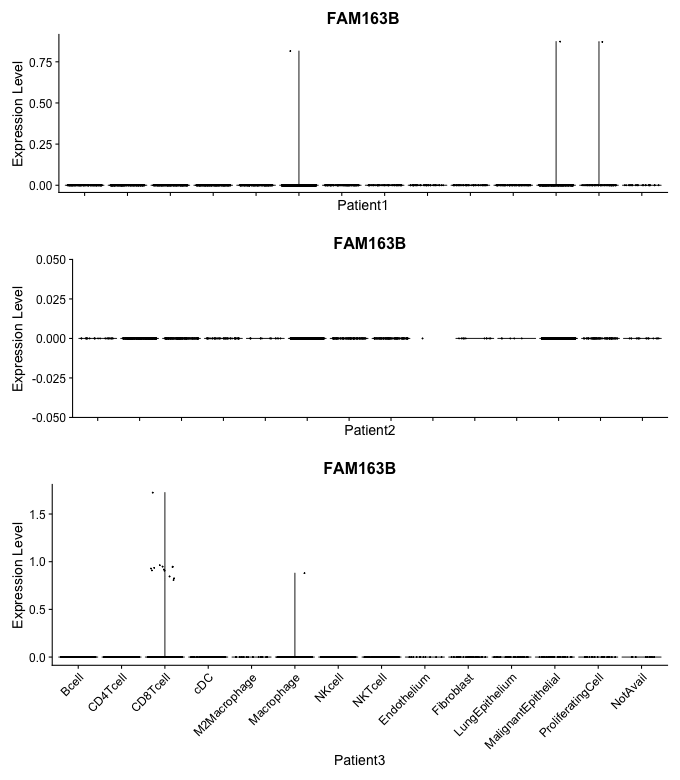 FAM163B
Expression Level
0.75
0.50
0.25
0.00
Patient1
FAM163B
Expression Level
0.050
0.025
0.000
-0.025
-0.050
Patient2
FAM163B
Expression Level
1.5
1.0
0.5
0.0
Bcell
CD4Tcell
CD8Tcell
cDC
M2Macrophage
Macrophage
NKcell
NKTcell
Endothelium
Fibroblast
LungEpithelium
MalignantEpithelial
ProliferatingCell
NotAvail
Patient3